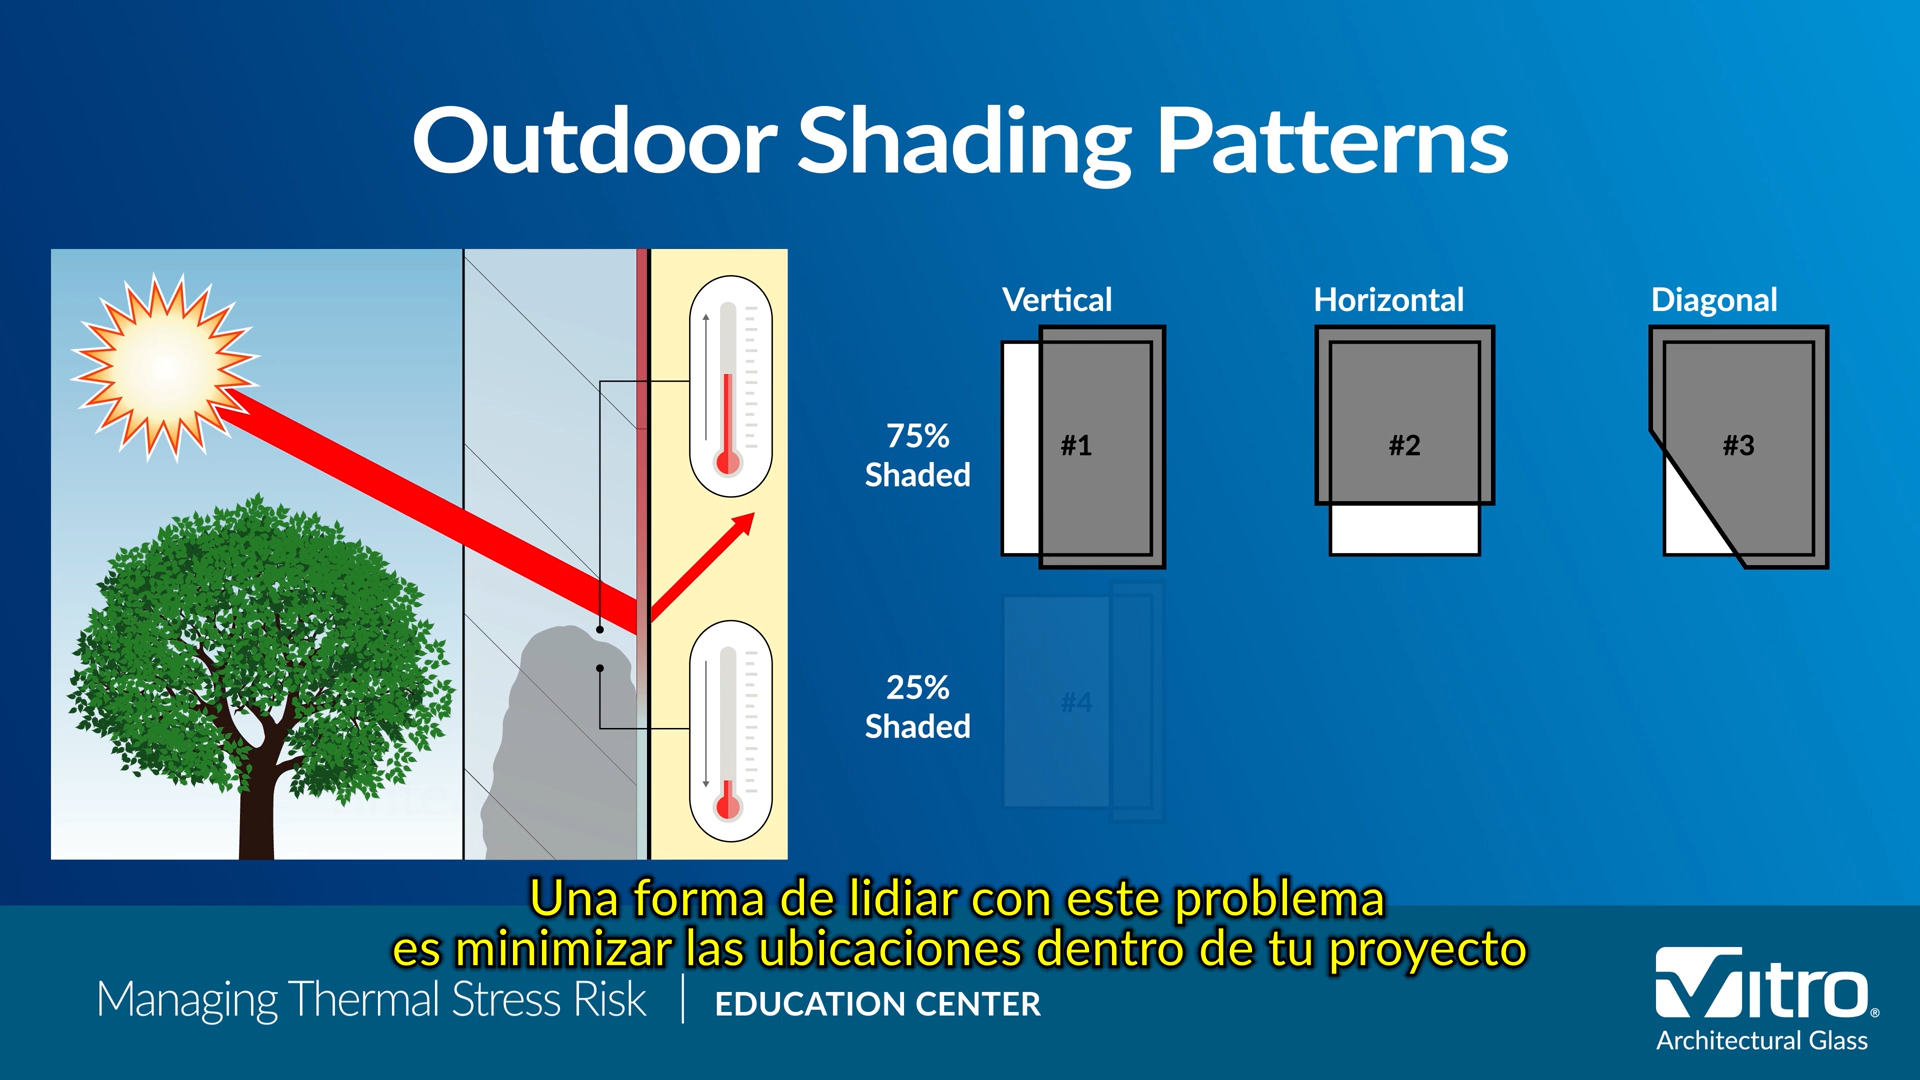 Outdoor Shading Patterns
Vertical
Horizontal
Diagonal
75%
Shaded
#1
#2
#3
25%
Shaded
#4
Una forma de lidiar con este problema
es minimizar las ubicaciones dentro de tu proyecto
Managing Thermal Stress Risk | EDUCATION CENTER
Vitro®
Architectural Glass